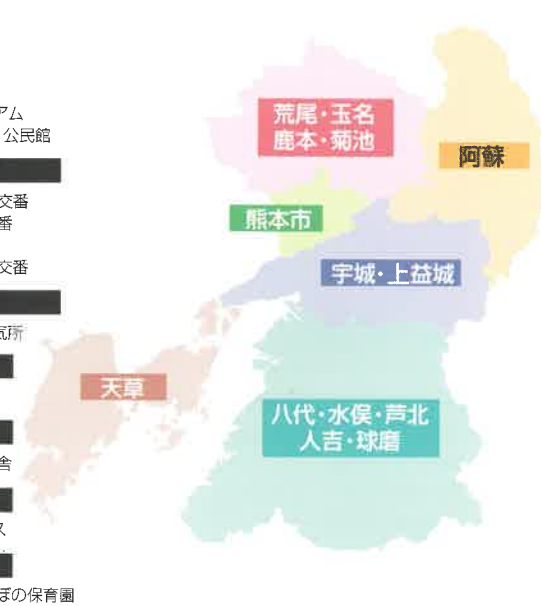 アム
公民館
交番
番
交番
気所
舎
ス
ぼの保育園
荒尾・玉名
鹿本・菊池
阿蘇
熊本市
宇城・上益城
天草
八代・水俣・芦北
人吉・球磨